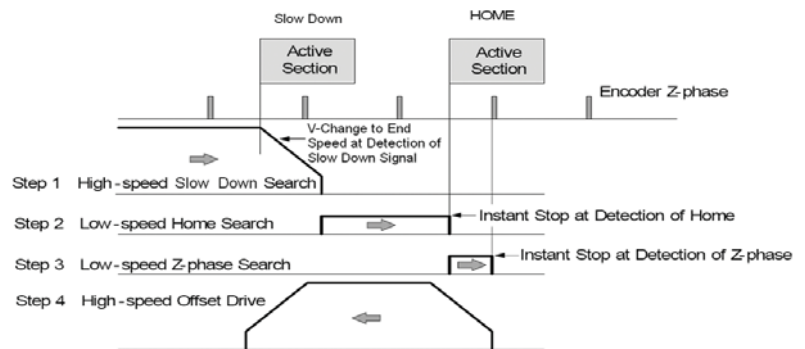 Slow Down
HOME
Active
Section
Active
Section
Encoder Z-phase
V-Change to End
Speed at Detection of
Slow Down Signal
Step 1 High-speed Slow Down Search
Step 2 Low-speed Home Search
Instant Stop at Detection of Home
Step 3 Low-speed Z-phase Search
Instant Stop at Detection of Z-phase
Step 4 High-speed Offset Drive